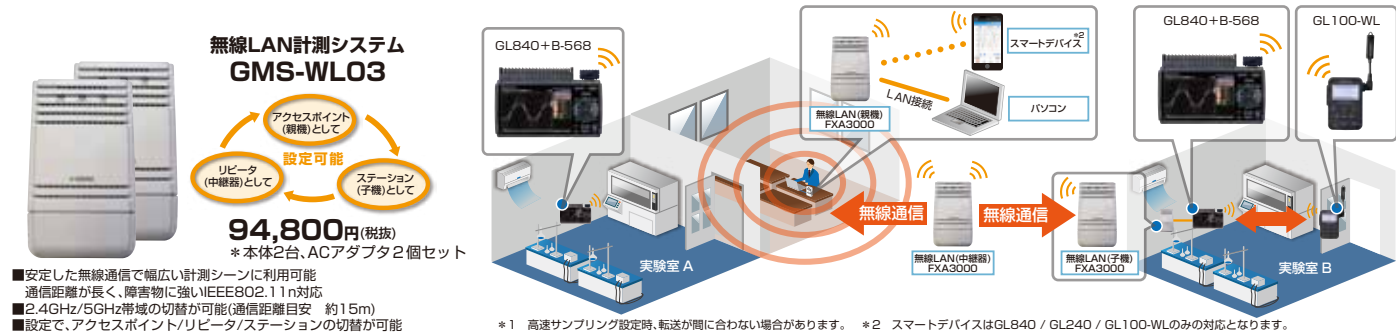 無線LAN計測システム
GMS-WL03
アクセスポイント
(親機)として
設定可能
リピータ
(中継器)として
ステーション
(子機)として
94,800円(税抜)
＊本体2台、ACアダプタ2個セット
■安定した無線通信で幅広い計測シーンに利用可能
通信距離が長く、障害物に強いIEEE802.11n対応
■2.4GHz/5GHz帯域の切替が可能(通信距離目安　約15m)
■設定で、アクセスポイント/リピータ/ステーションの切替が可能
GL840+B-568
無線LAN(親機)
FXA3000
スマートデバイス*2
LAN接続
パソコン
GL840+B-568
GL100-WL
無線通信
無線通信
無線LAN(中継器)
FXA3000
無線LAN(子機)
FXA3000
実験室 A
実験室 B
＊1　高速サンプリング設定時、転送が間に合わない場合があります。　＊2　スマートデバイスはGL840 / GL240 / GL100-WLのみの対応となります。